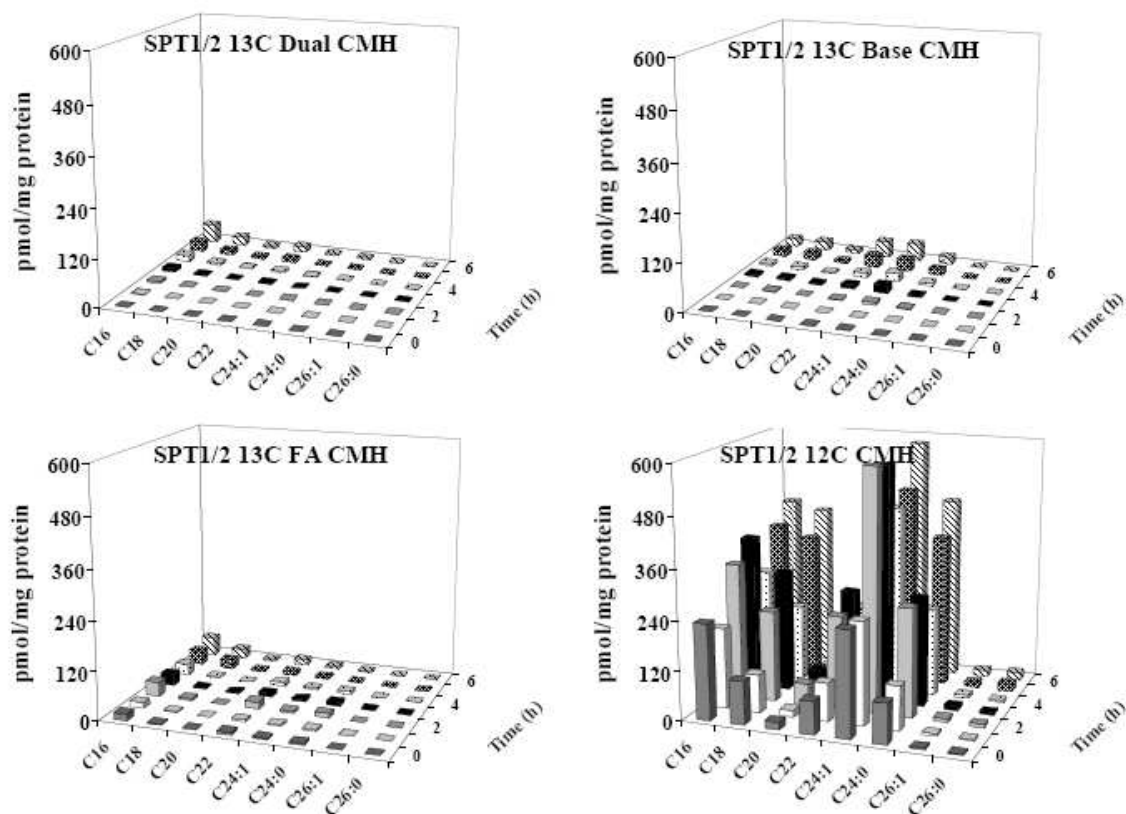 SPT1/2 13C Dual CMH
pmol/mg protein
600
480
360
240
120
0
C16
C18
C20
C22
C24:1
C24:0
C26:1
C26:0
0
2
4
6
Time (h)
SPT1/2 13C Base CMH
pmol/mg protein
600
480
360
240
120
0
C16
C18
C20
C22
C24:1
C24:0
C26:1
C26:0
0
2
4
6
Time (h)
SPT1/2 13C FA CMH
pmol/mg protein
600
480
360
240
120
0
C16
C18
C20
C22
C24:1
C24:0
C26:1
C26:0
0
2
4
6
Time (h)
SPT1/2 12C CMH
pmol/mg protein
600
480
360
240
120
0
C16
C18
C20
C22
C24:1
C24:0
C26:1
C26:0
0
2
4
6
Time (h)